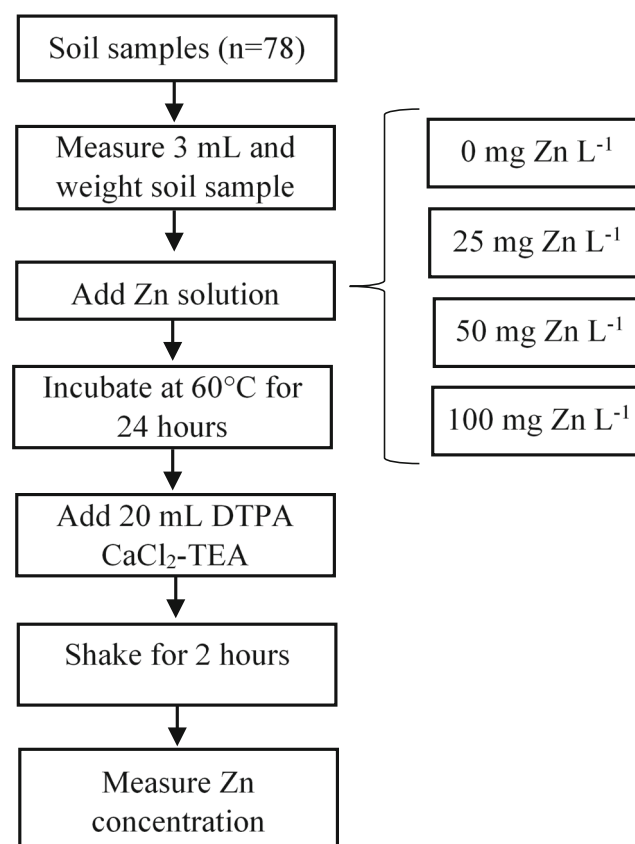 Soil samples (n=78)
Measure 3 mL and
weight soil sample
Add Zn solution
Incubate at 60°C for
24 hours
Add 20 mL DTPA
CaCl₂-TEA
Shake for 2 hours
Measure Zn
concentration
0 mg Zn L⁻¹
25 mg Zn L⁻¹
50 mg Zn L⁻¹
100 mg Zn L⁻¹